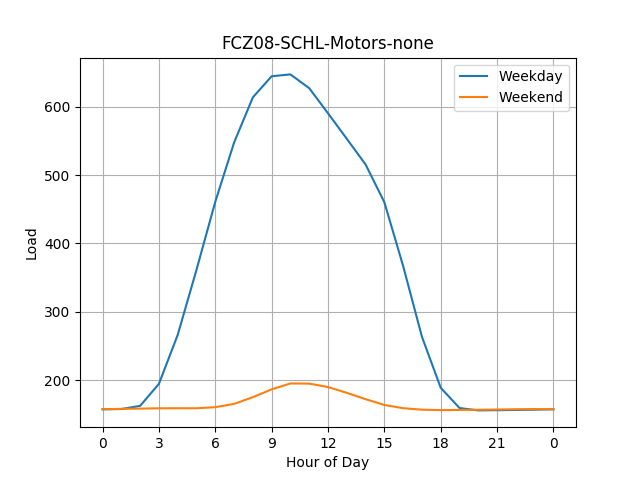 FCZ08-SCHL-Motors-none
Weekday
Weekend
600
500
400
300
200
Load
0 3 6 9 12 15 18 21 0
Hour of Day